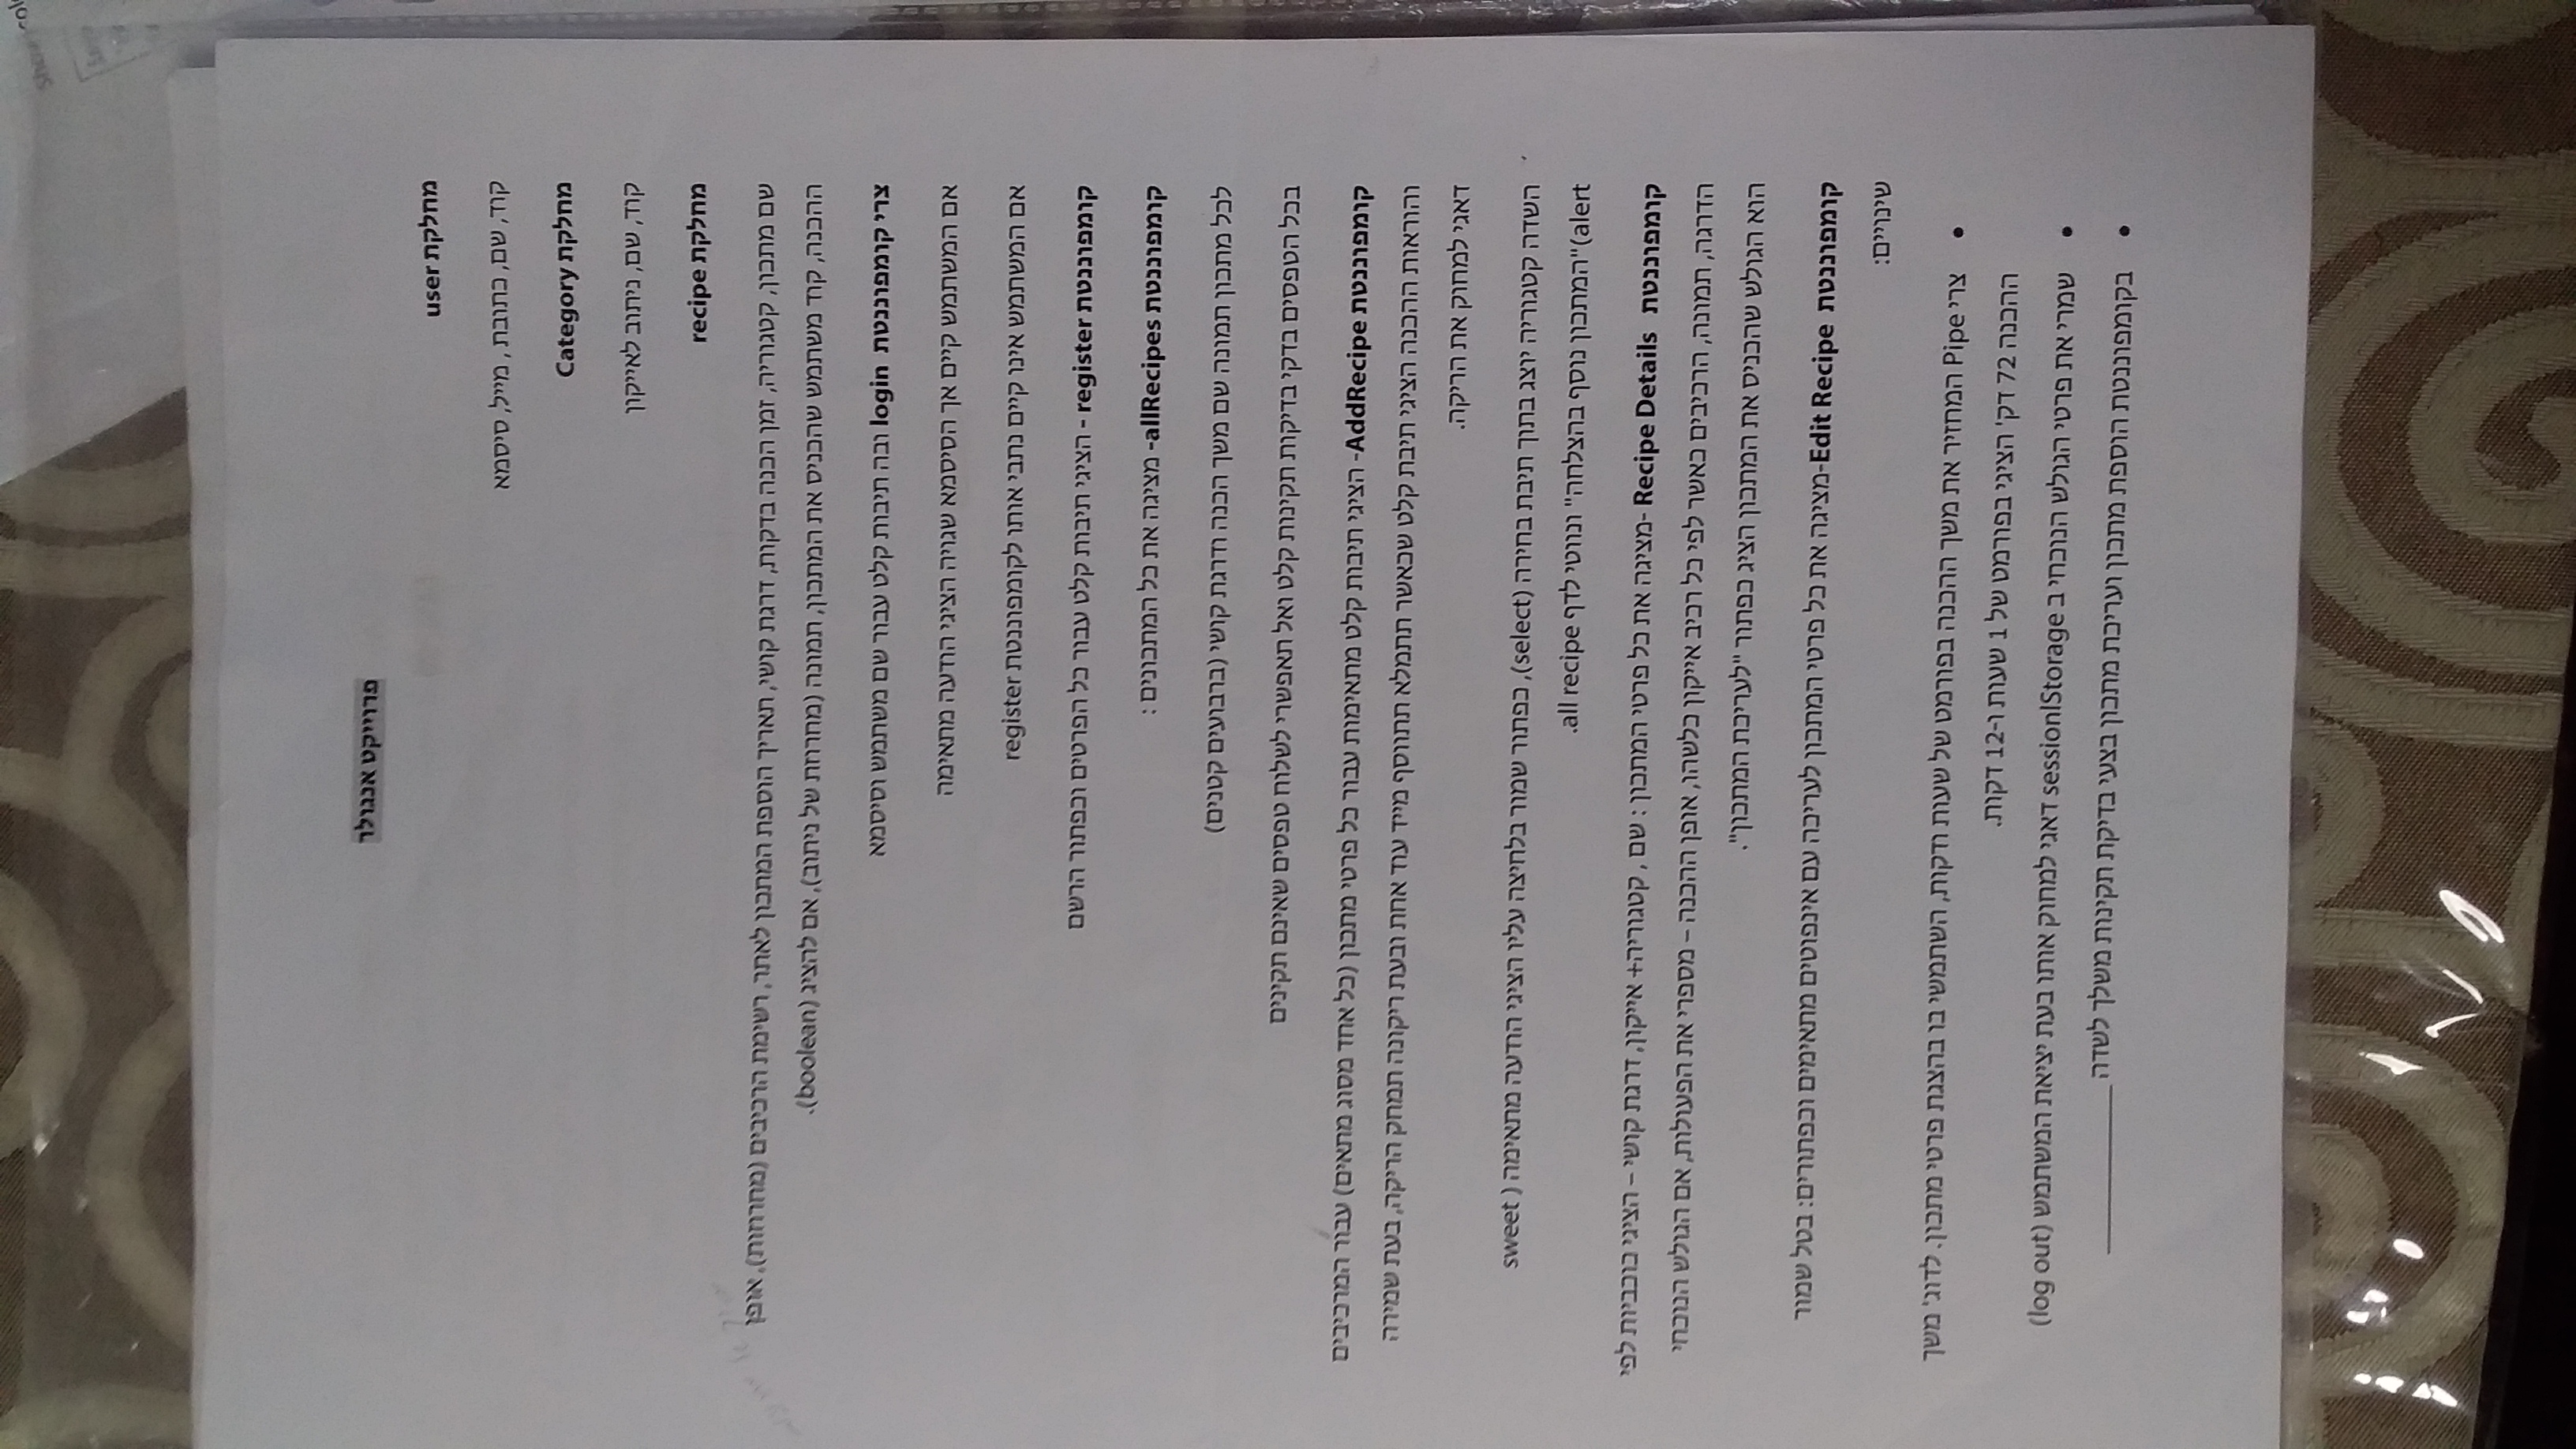 פרוייקט אנגולר
מחלקת user
קוד, שם, כתובת , מייל, סיסמא
מחלקת Category
קוד, שם, ניתוב לאייקון
מחלקת recipe
שם מתכון, קטגוריה, זמן הכנה בדקות, דרגת קושי, תאריך הוספת המתכון לאתר, רשימת הרכיבים (מחרוזות), אופן
ההכנה, קוד משתמש שהכניס את המתכון, תמונה (מחרוזת של ניתוב), אם להציג (boolean).
צרי קומפוננטת login ובה תיבות קלט עבור שם משתמש וסיסמא
אם המשתמש קיים אך הסיסמא שגויה הציגי הודעה מתאימה
אם המשתמש אינו קיים נתבי אותו לקומפוננטת register
קומפוננטת register - הציגי תיבות קלט עבור כל הפרטים וכפתור הרשם
קומפוננטת allRecipes- מציגה את כל המתכונים :
לכל מתכון תמונה שם משך הכנה ודרגת קושי (ברבועים קטנים)
בכל הטפסים בדקי בדיקות תקינות קלט ואל תאפשרי לשלוח טפסים שאינם תקינים
קומפוננטת AddRecipe- הציגי תיבות קלט מתאימות עבור כל פרטי מתכון (כל אחד מסוג מתאים) עבור המרכיבים
והוראות ההכנה הציגי תיבת קלט שכאשר תתמלא תתווסף מייד עוד אחת ובעת ריקונה תמחק הריקה, בעת שמירה
דאגי למחוק את הריקה.
השדה קטגוריה יוצג בתוך תיבת בחירה (select), כפתור שמור בלחיצה עליו הציגי הודעה מתאימה ( sweet
alert)"המתכון נוסף בהצלחה" ונווטי לדף all recipe.
קומפוננטת Recipe Details -מציגה את כל פרטי המתכון : שם , קטגוריה+ אייקון, דרגת קושי – הציגי כוכביות לפי
הדרגה, תמונה, הרכיבים כאשר לפי כל רכיב אייקון כלשהו, אופן ההכנה – מספרי את הפעולות, אם הגולש הנוכחי
הוא הגולש שהכניס את המתכון הציג כפתור "לעריכת המתכון".
קומפוננטת Edit Recipe-מציגה את כל פרטי המתכון לעריכה עם אינפוטים מתאימים וכפתורים: בטל שמור
שינויים:
• צרי Pipe המחזיר את משך ההכנה בפורמט של שעות ודקות, השתמשי בו בהצגת פרטי מתכון. לדוג' משך
ההכנה 72 דק' הציגי בפורמט של 1 שעות ו-12 דקות.
• שמרי את פרטי הגולש הנוכחי ב sessionlStorage דאגי למחוק אותו בעת יציאת המשתמש (log out)
• בקומפוננטת הוספת מתכון ועריכת מתכון בצעי בדיקת תקינות משלך לשדה ____________